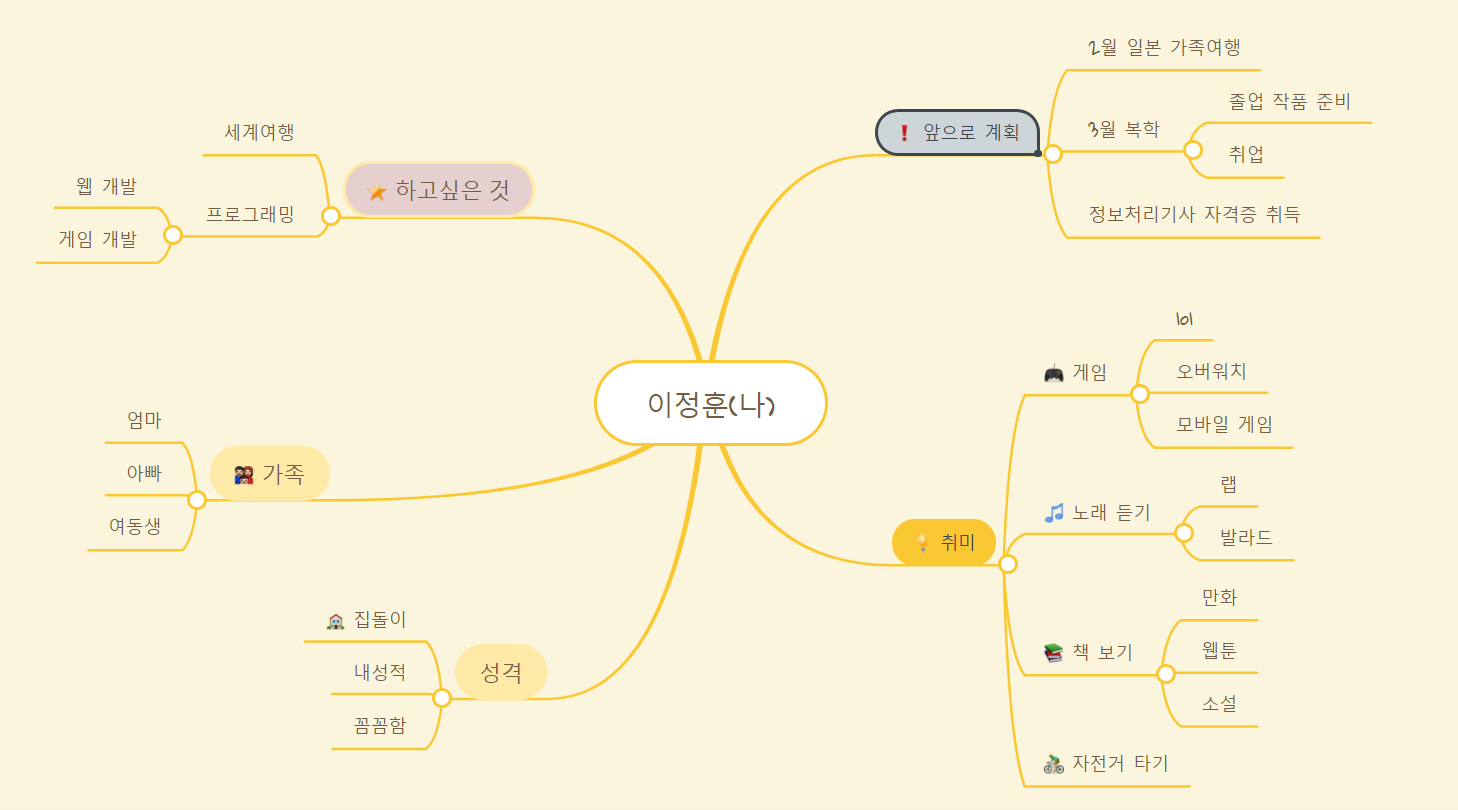 이정훈(나)
앞으로 계획
2월 일본 가족여행
3월 복학
졸업 작품 준비
취업
정보처리기사 자격증 취득
취미
게임
lol
오버워치
모바일 게임
노래 듣기
랩
발라드
책 보기
만화
웹툰
소설
자전거 타기
하고싶은 것
세계여행
프로그래밍
웹 개발
게임 개발
가족
엄마
아빠
여동생
성격
집돌이
내성적
꼼꼼함